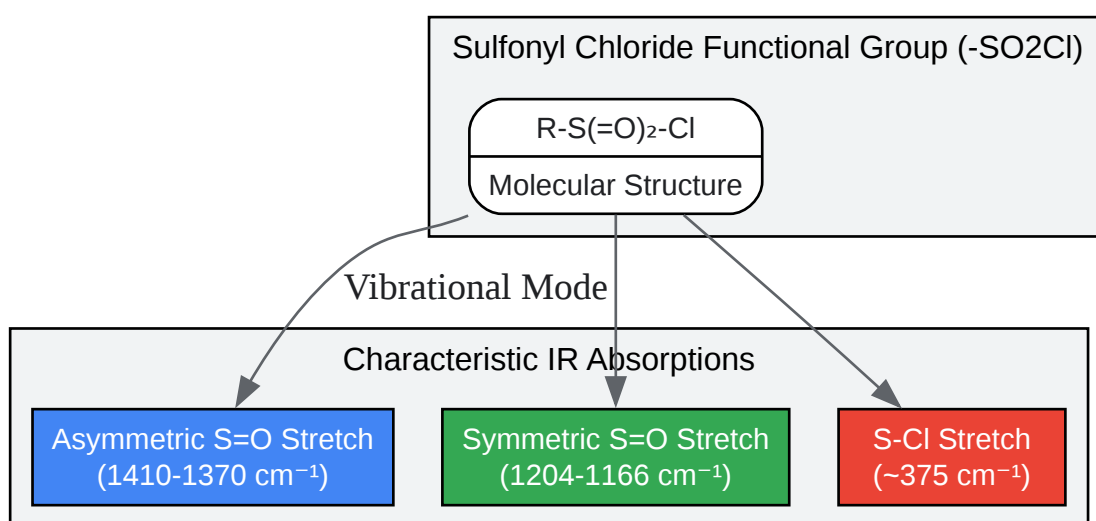 Sulfonyl Chloride Functional Group (-SO2Cl)
R-S(=O)₂-Cl
Molecular Structure
Vibrational Mode
Characteristic IR Absorptions
Asymmetric S=O Stretch
(1410-1370 cm⁻¹)
Symmetric S=O Stretch
(1204-1166 cm⁻¹)
S-Cl Stretch
(~375 cm⁻¹)